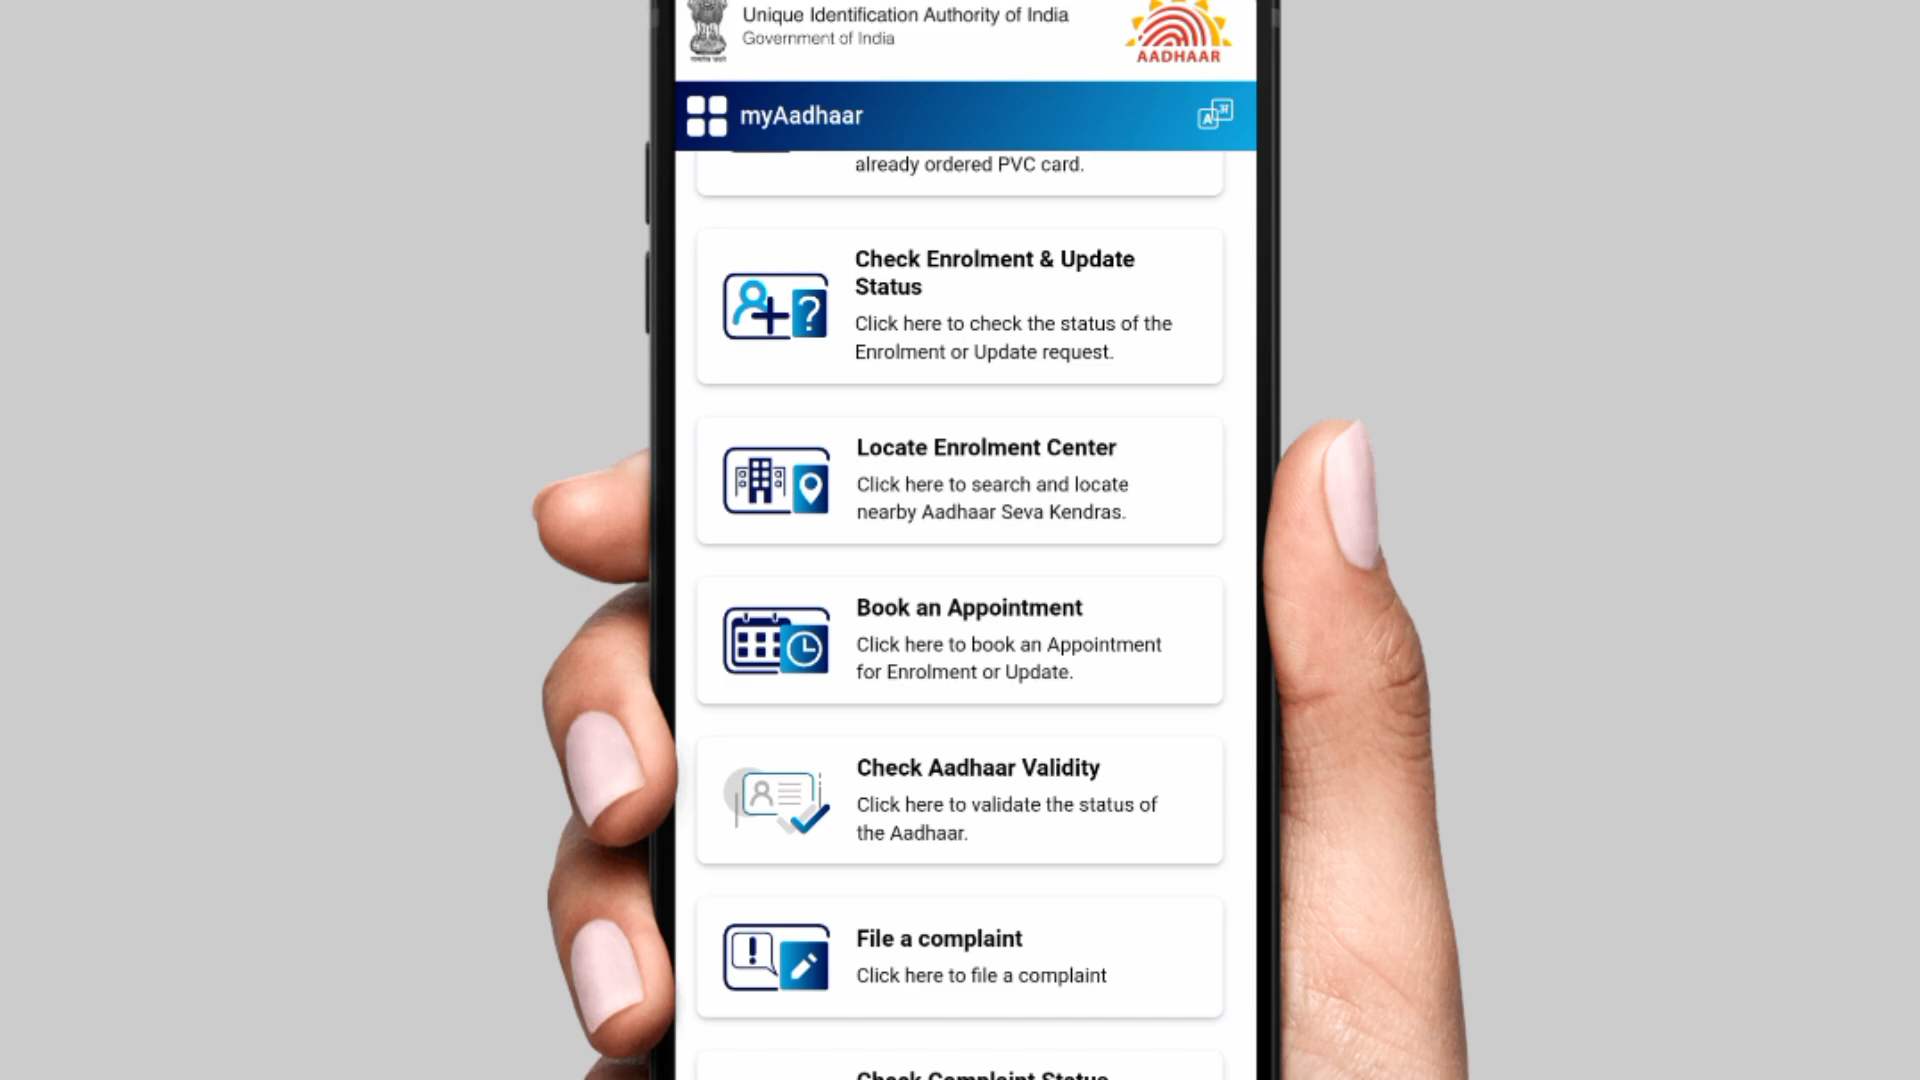 Unique Identification Authority of India
Government of India
AADHAAR
myAadhaar
already ordered PVC card.
Check Enrolment & Update
Status
Click here to check the status of the
Enrolment or Update request.
Locate Enrolment Center
Click here to search and locate
nearby Aadhaar Seva Kendras.
Book an Appointment
Click here to book an Appointment
for Enrolment or Update.
Check Aadhaar Validity
Click here to validate the status of
the Aadhaar.
File a complaint
Click here to file a complaint
Check Complaint Status